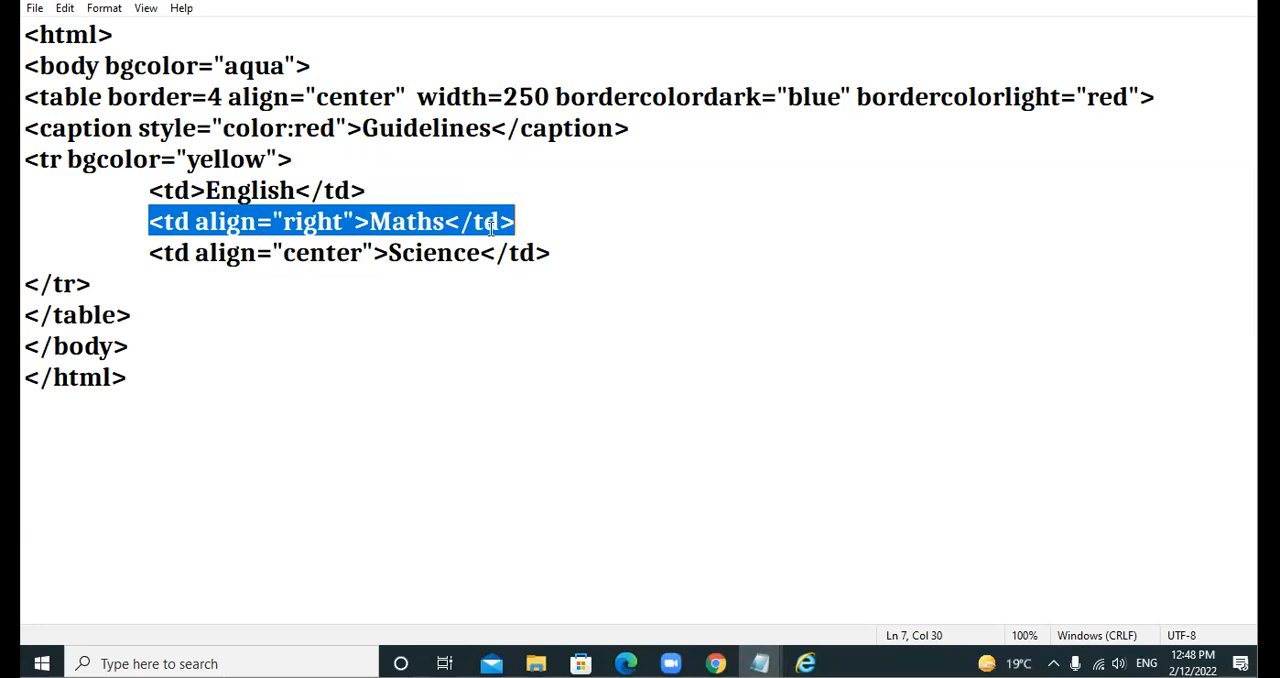 File Edit Format View Help
<html>
<body bgcolor="aqua">
<table border=4 align="center"  width=250 bordercolordark="blue" bordercolorlight="red">
<caption style="color:red">Guidelines</caption>
<tr bgcolor="yellow">
<td>English</td>
<td align="right">Maths</td>
<td align="center">Science</td>
</tr>
</table>
</body>
</html>
Ln 7, Col 30 100% Windows (CRLF) UTF-8
Type here to search 19°C ENG 12:48 PM
2/12/2022